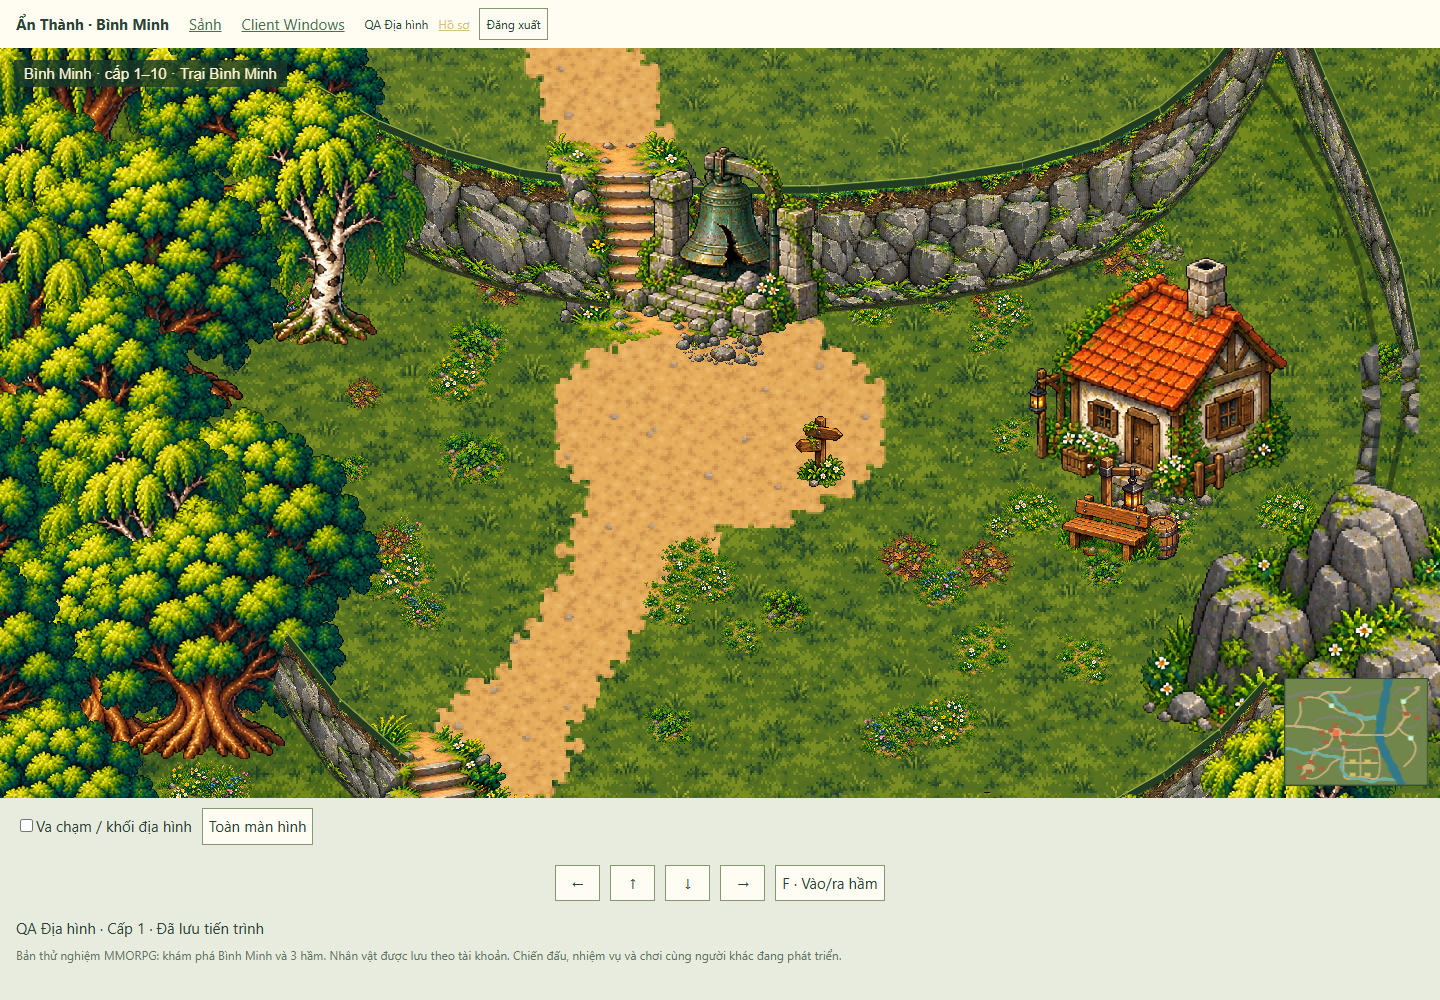 Ẩn Thành · Bình Minh Sảnh Client Windows QA Địa hình Hồ sơ Đăng xuất
Bình Minh · cấp 1–10 · Trại Bình Minh
Va chạm / khối địa hình Toàn màn hình
← ↑ ↓ → F · Vào/ra hầm
QA Địa hình · Cấp 1 · Đã lưu tiến trình
Bản thử nghiệm MMORPG: khám phá Bình Minh và 3 hầm. Nhân vật được lưu theo tài khoản. Chiến đấu, nhiệm vụ và chơi cùng người khác đang phát triển.